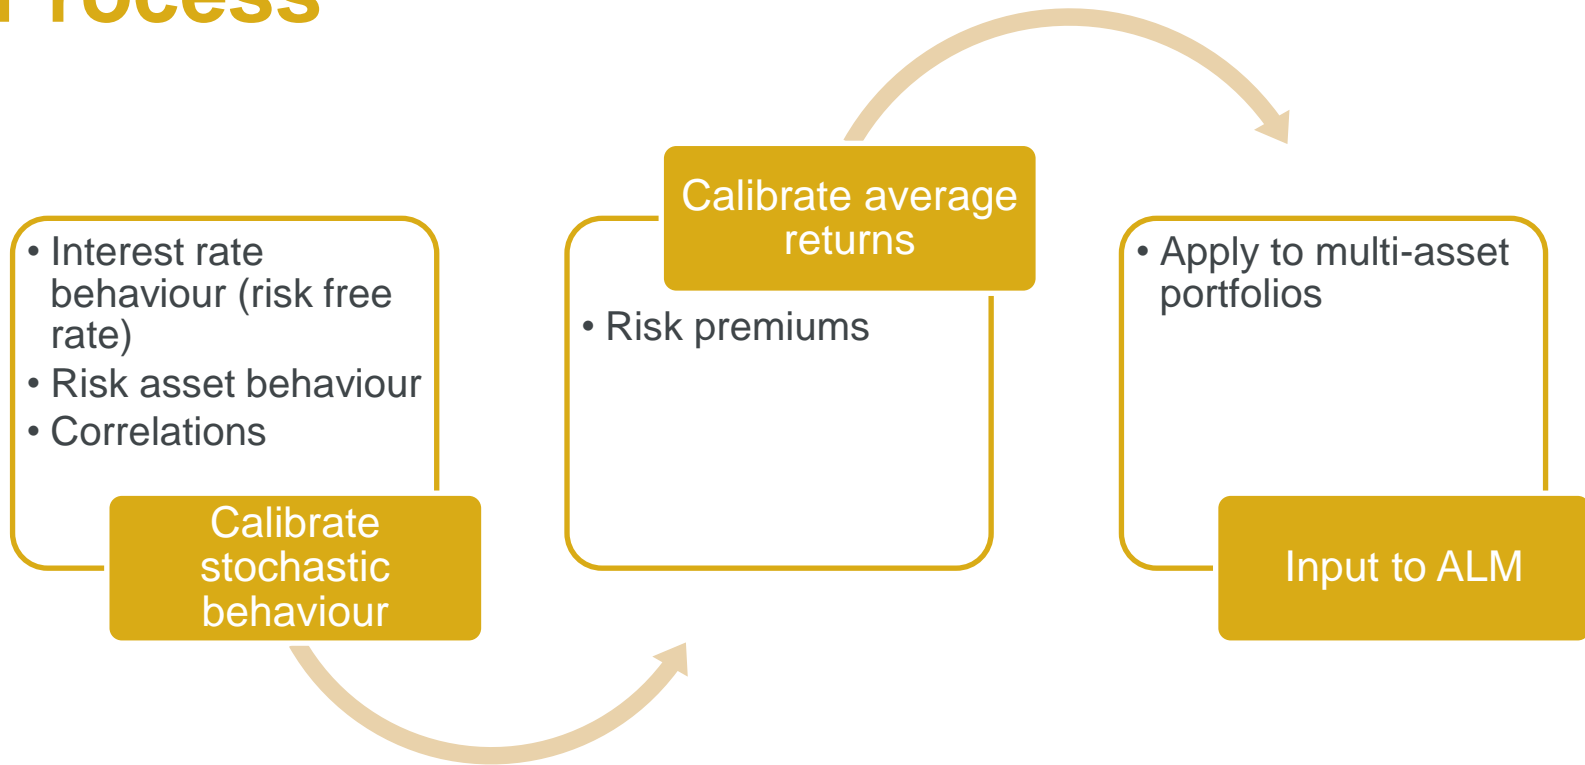 Process
• Interest rate
behaviour (risk free
rate)
• Risk asset behaviour
• Correlations
Calibrate
stochastic
behaviour
Calibrate average
returns
• Risk premiums
• Apply to multi-asset
portfolios
Input to ALM